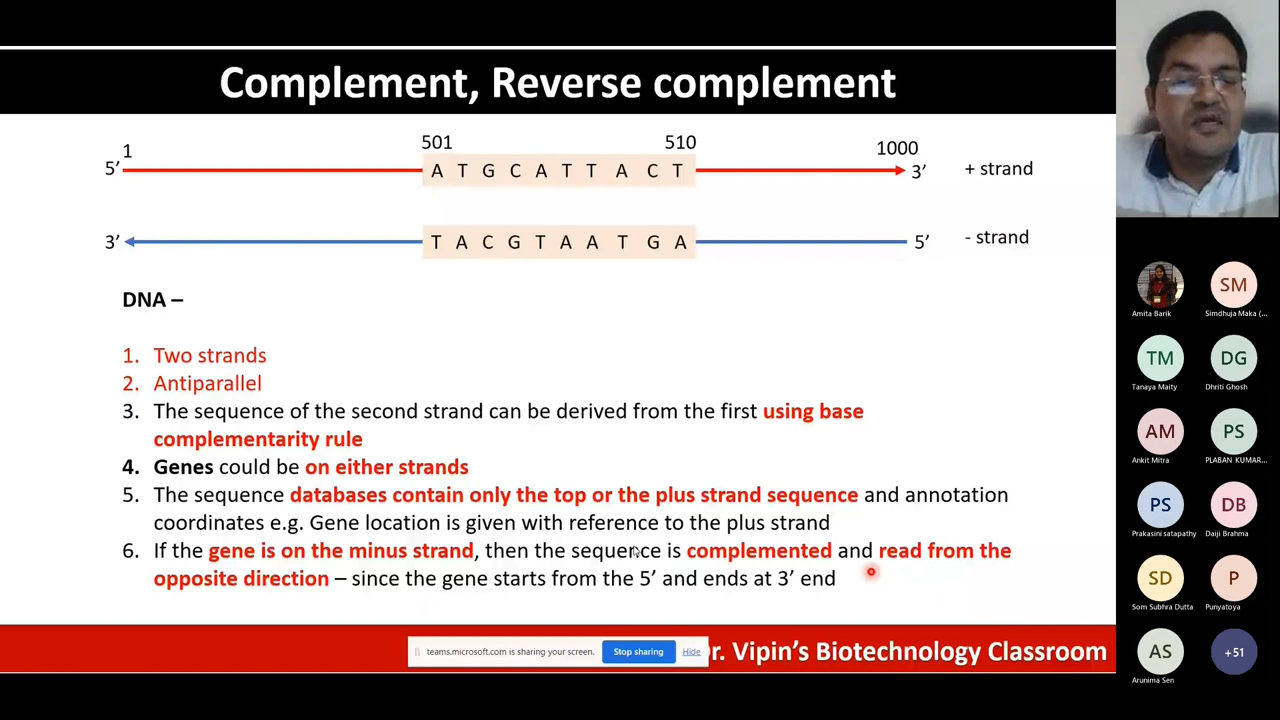 Complement, Reverse complement
1
501
510
1000
5’
A T G C A T T A C T
3’
+ strand
3’
T A C G T A A T G A
5’
- strand
DNA –
1. Two strands
2. Antiparallel
3. The sequence of the second strand can be derived from the first using base
complementarity rule
4. Genes could be on either strands
5. The sequence databases contain only the top or the plus strand sequence and annotation
coordinates e.g. Gene location is given with reference to the plus strand
6. If the gene is on the minus strand, then the sequence is complemented and read from the
opposite direction – since the gene starts from the 5’ and ends at 3’ end
teams.microsoft.com is sharing your screen.
Stop sharing
Hide
r. Vipin’s Biotechnology Classroom
SM
Amita Barik
Simdhuja Maka (...
TM
DG
Tanaya Maity
Dhriti Ghosh
AM
PS
Ankit Mitra
PLABAN KUMAR...
PS
DB
Prakasini satapathy
Daiji Brahma
SD
P
Som Subhra Dutta
Punyatoya
AS
+51
Arunima Sen